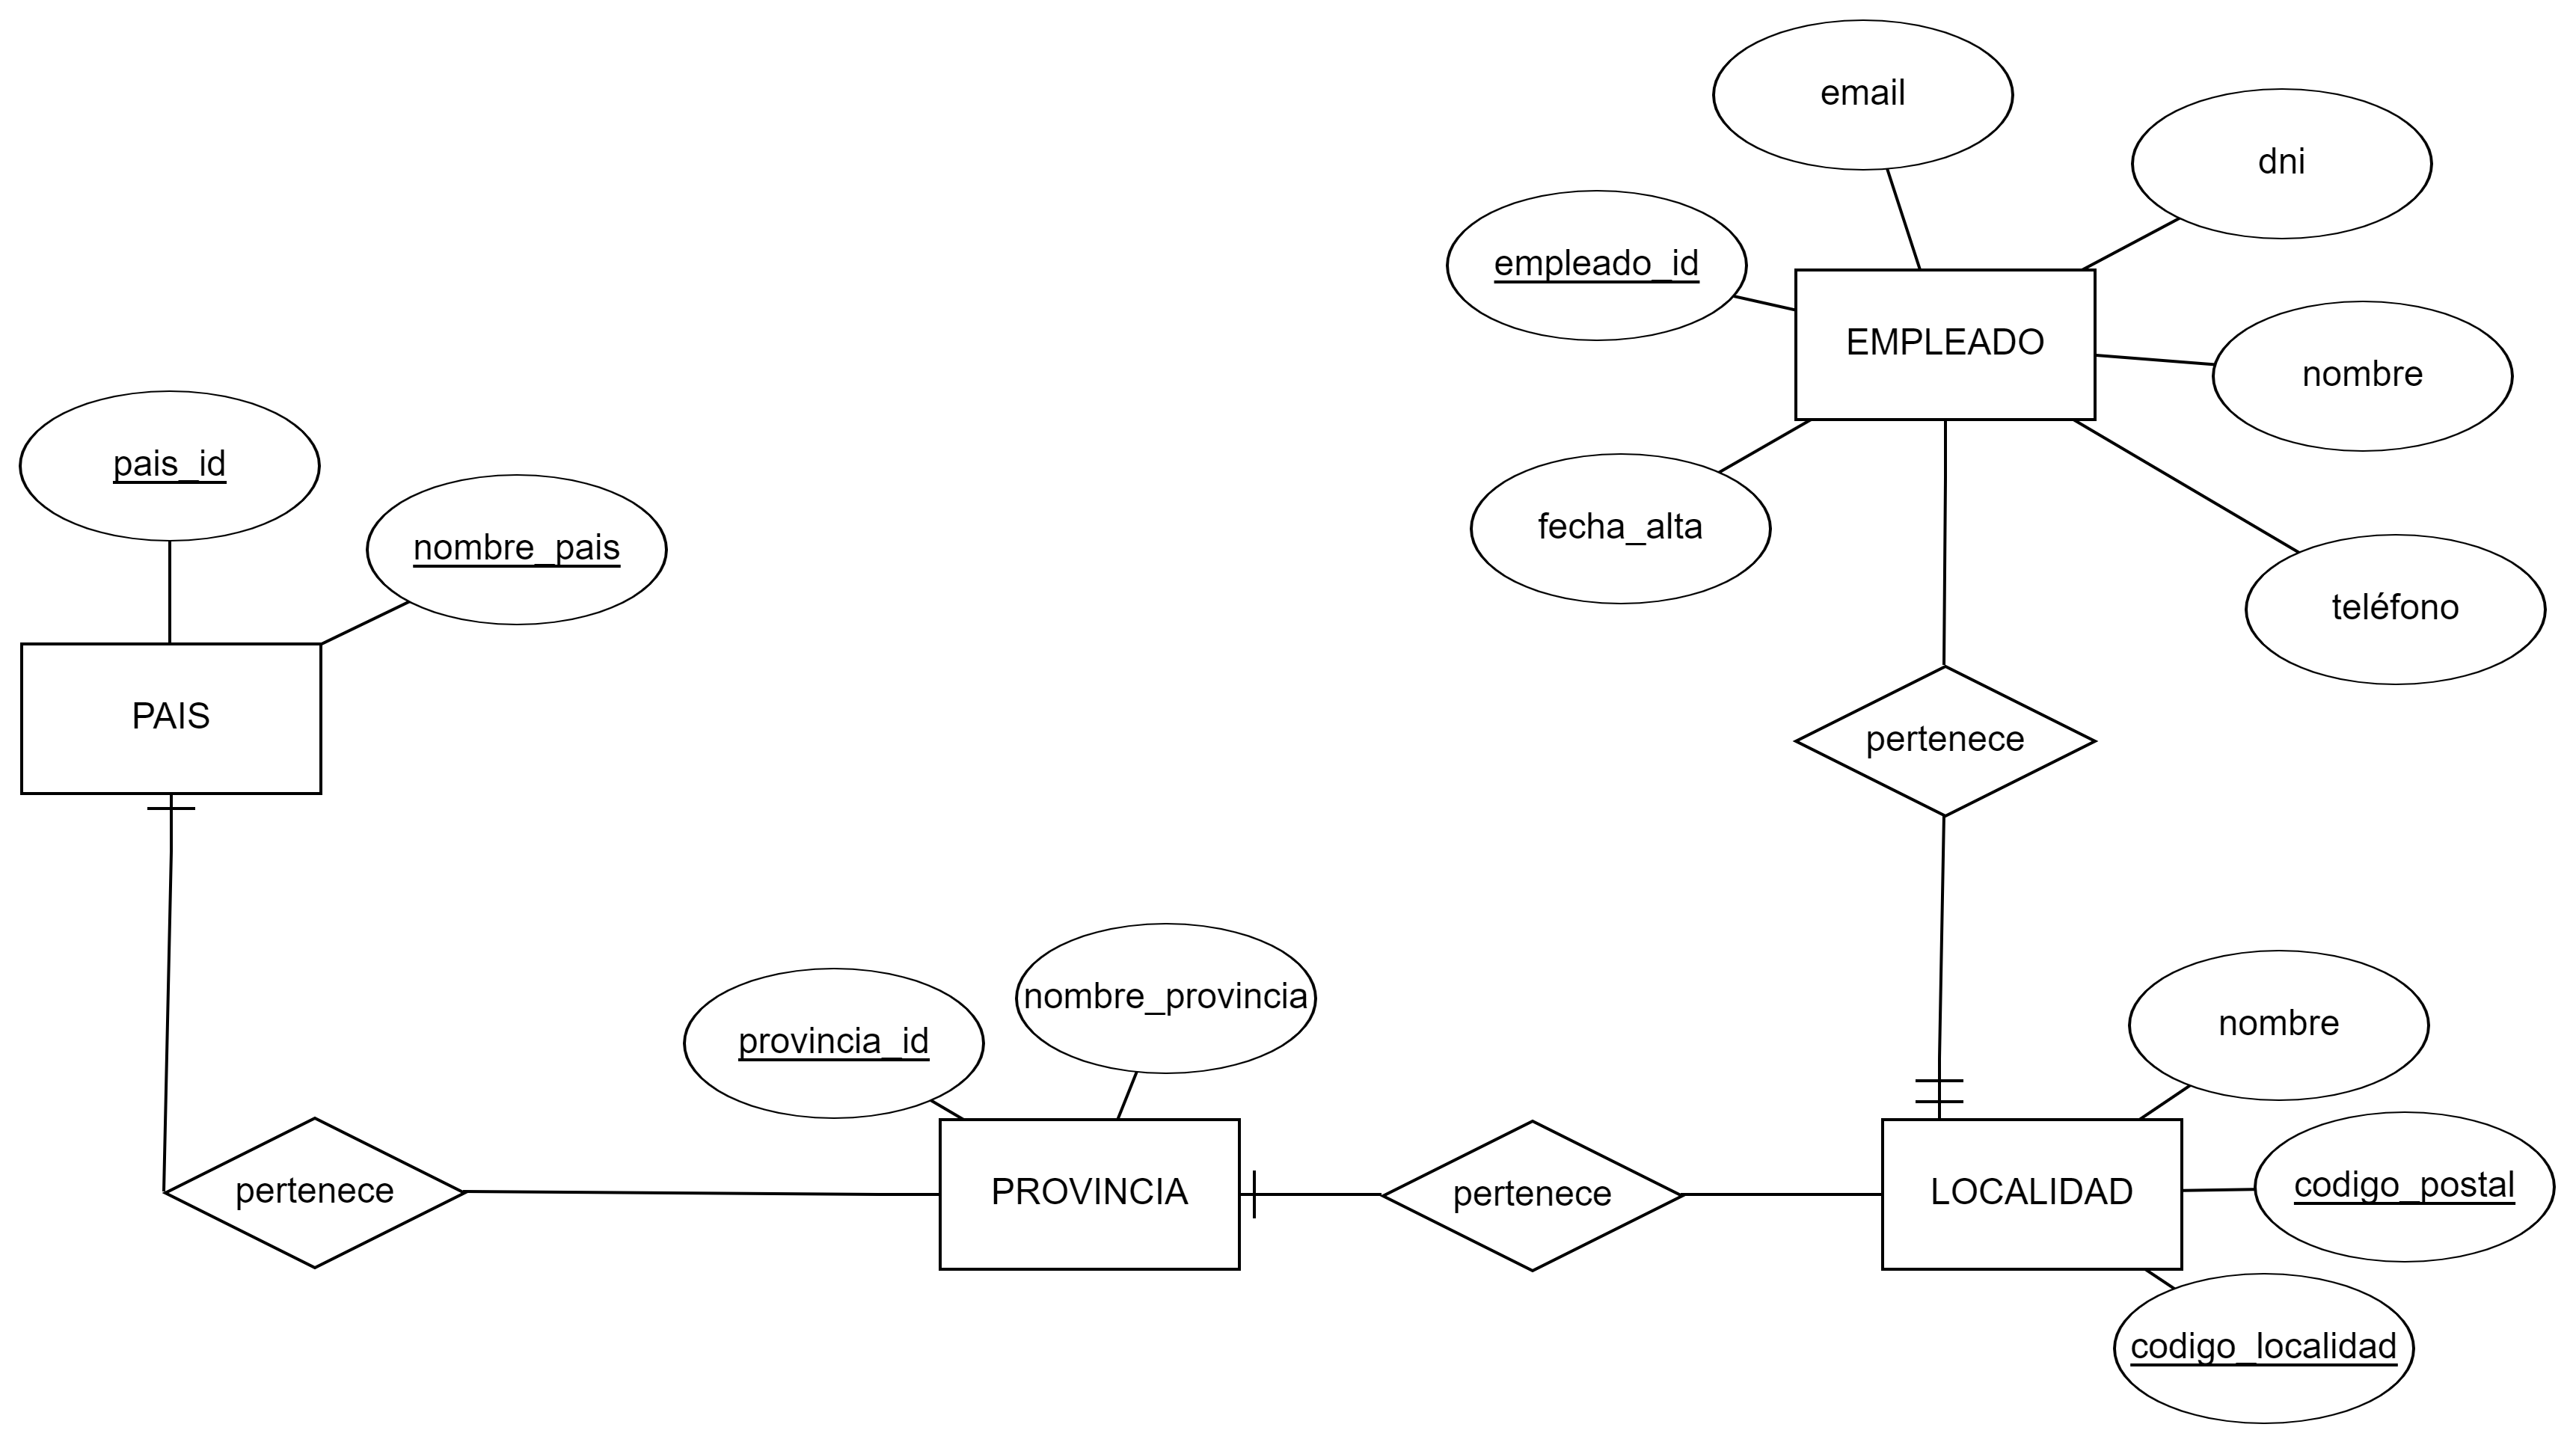 email
dni
empleado_id
EMPLEADO
nombre
pais_id
nombre_pais
fecha_alta
teléfono
PAIS
pertenece
nombre_provincia
provincia_id
nombre
pertenece
PROVINCIA
pertenece
LOCALIDAD
codigo_postal
codigo_localidad